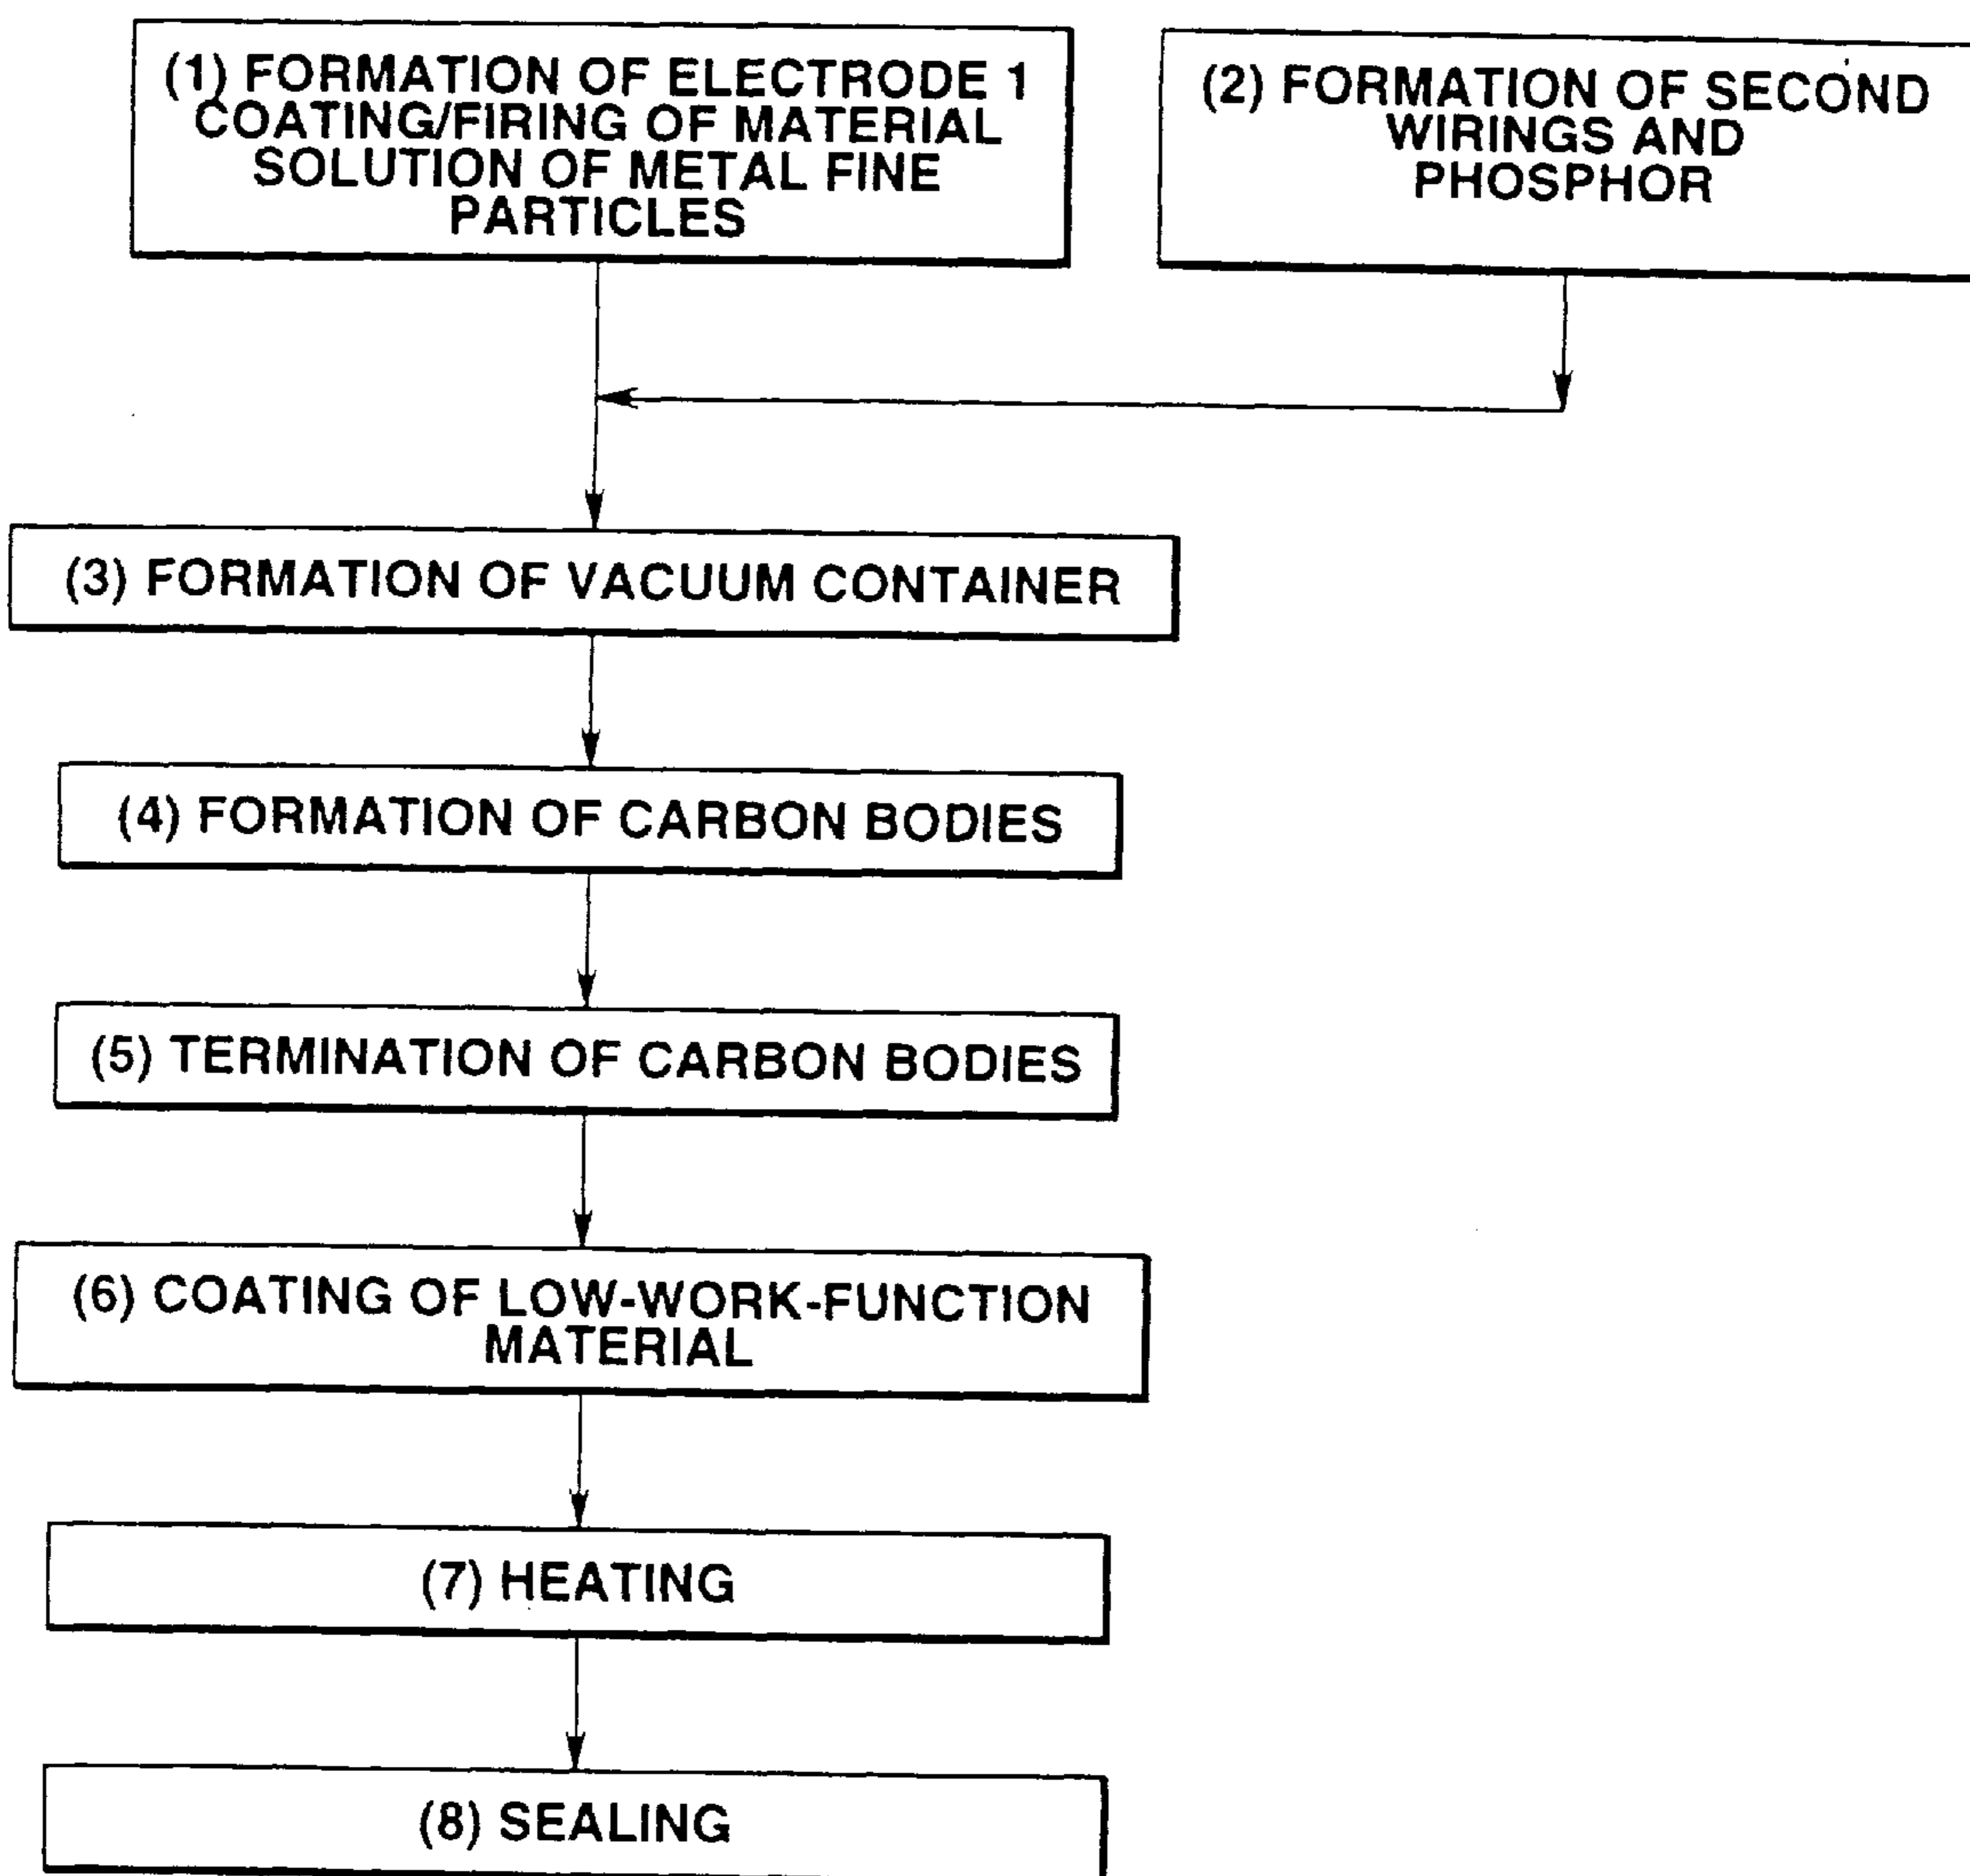 (1) FORMATION OF ELECTRODE 1
COATING/FIRING OF MATERIAL
SOLUTION OF METAL FINE
PARTICLES
(2) FORMATION OF SECOND
WIRINGS AND
PHOSPHOR
(3) FORMATION OF VACUUM CONTAINER
(4) FORMATION OF CARBON BODIES
(5) TERMINATION OF CARBON BODIES
(6) COATING OF LOW-WORK-FUNCTION
MATERIAL
(7) HEATING
(8) SEALING